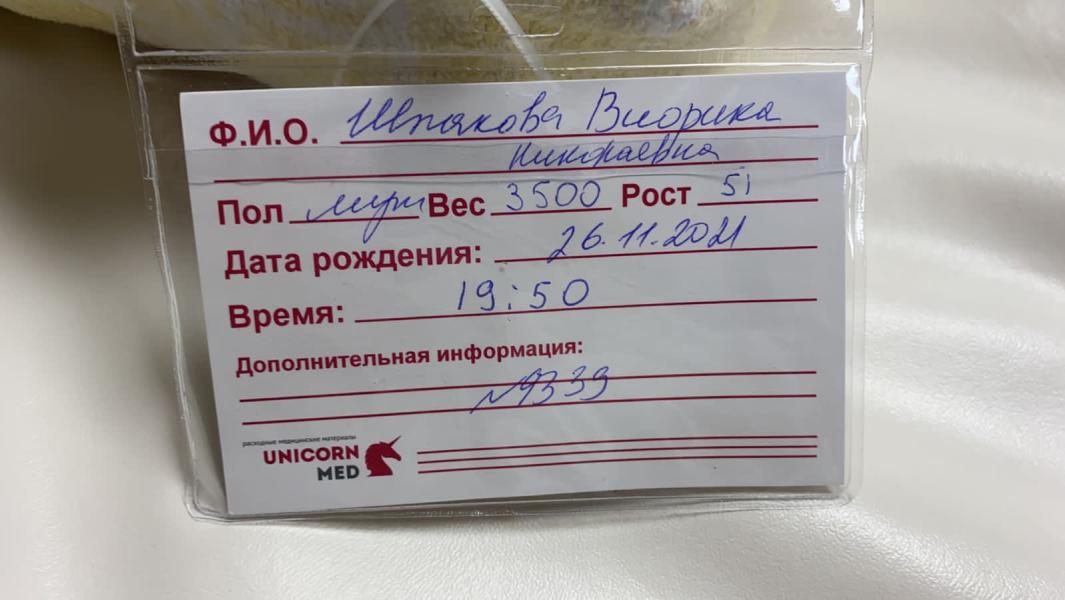 Ф.И.О. Шпакова Виорика
Николаевна
Пол муж Вес 3500 Рост 51
Дата рождения: 26.11.2021
Время: 19:50
Дополнительная информация:
№9339
расходные медицинские материалы
UNICORN
MED